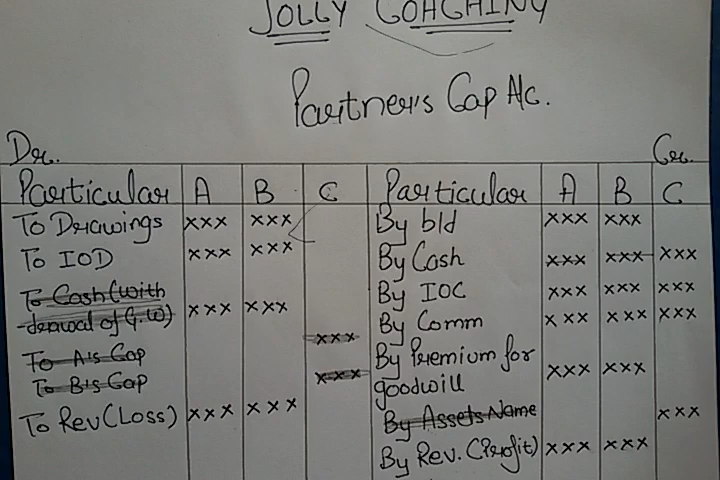 JOLLY COACHING
Partner's Cap A/c.
Dr. Cr.
Particular A B C Particular A B C
To Drawings xxx xxx By bld xxx xxx
To IOD xxx xxx By Cash xxx xxx xxx
To Cash (with
drawal of G.W) xxx xxx By IOC xxx xxx xxx
By Comm xxx xxx xxx
To A's Cap xxx By Premium for
To B's Cap xxx goodwill xxx xxx
To Rev (Loss) xxx xxx By Assets Name xxx
By Rev. (Profit) xxx xxx